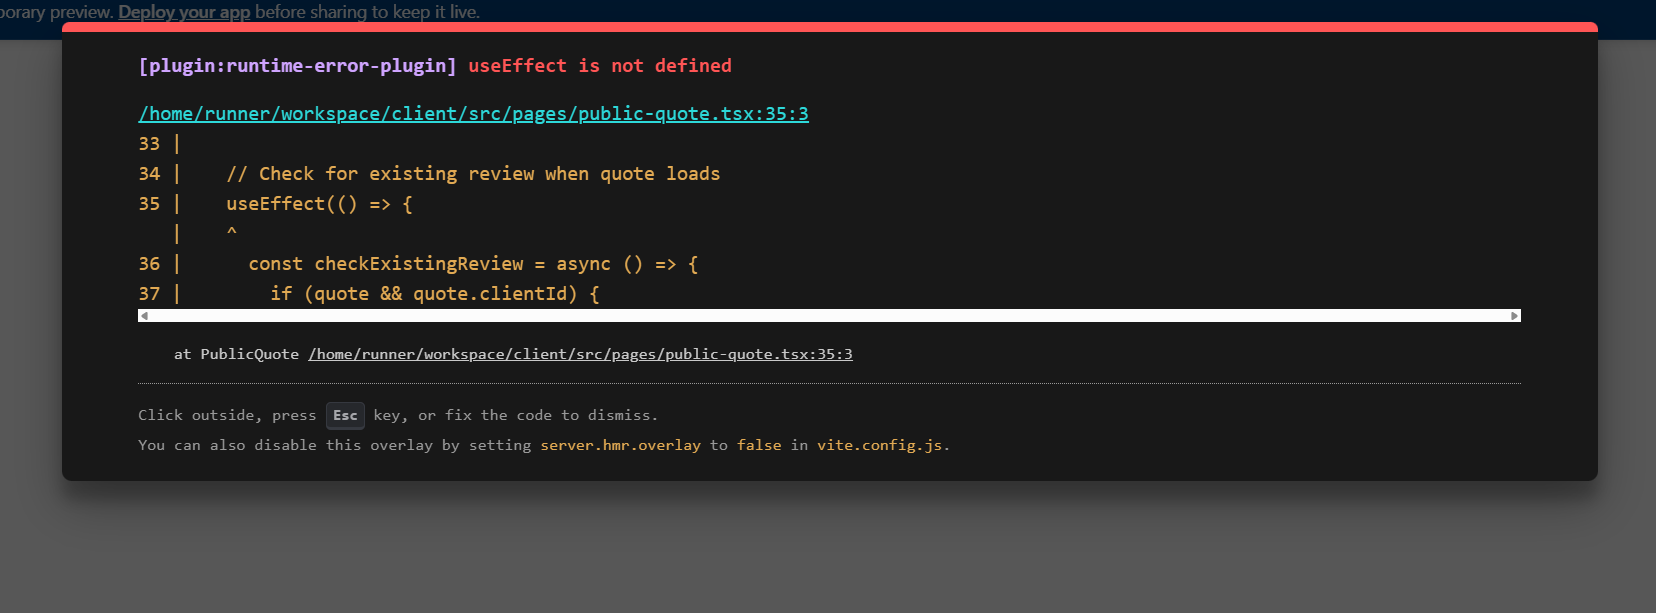 porary preview. Deploy your app before sharing to keep it live.
[plugin:runtime-error-plugin] useEffect is not defined
/home/runner/workspace/client/src/pages/public-quote.tsx:35:3
33 |
34 |    // Check for existing review when quote loads
35 |    useEffect(() => {
   |    ^
36 |      const checkExistingReview = async () => {
37 |        if (quote && quote.clientId) {
at PublicQuote /home/runner/workspace/client/src/pages/public-quote.tsx:35:3
Click outside, press Esc key, or fix the code to dismiss.
You can also disable this overlay by setting server.hmr.overlay to false in vite.config.js.